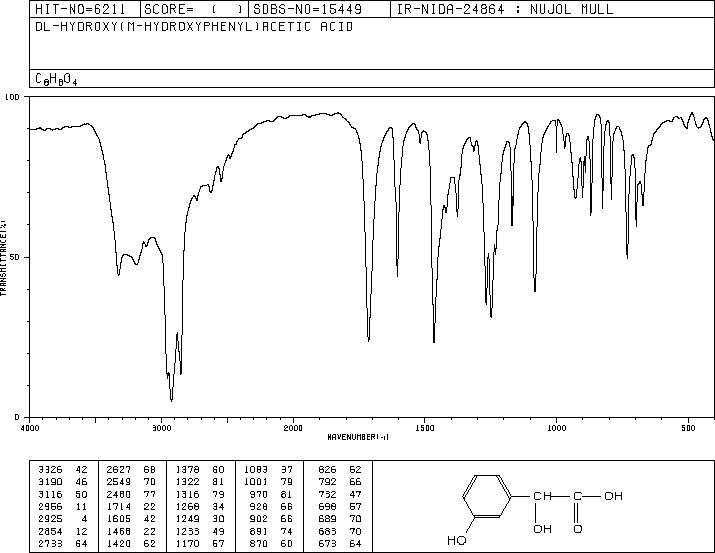 HIT-NO=6211 SCORE= ( ) SDBS-NO=15449 IR-NIDA-24864 : NUJOL MULL
DL-HYDROXY(M-HYDROXYPHENYL)ACETIC ACID
C8H8O4
100
50
0
TRANSMITTANCE(%)
4000 3000 2000 1500 1000 500
WAVENUMBER(-1)
3326 42 2627 68 1378 60 1083 37 826 62
3190 46 2549 70 1322 81 1001 79 792 66
3116 50 2480 77 1316 79 970 81 732 47
2956 11 1714 22 1268 34 928 66 698 57
2925 4 1605 42 1249 30 902 66 689 70
2854 12 1468 22 1233 49 891 74 683 70
2733 64 1420 62 1170 57 870 60 673 64
CH C OH
HO OH O